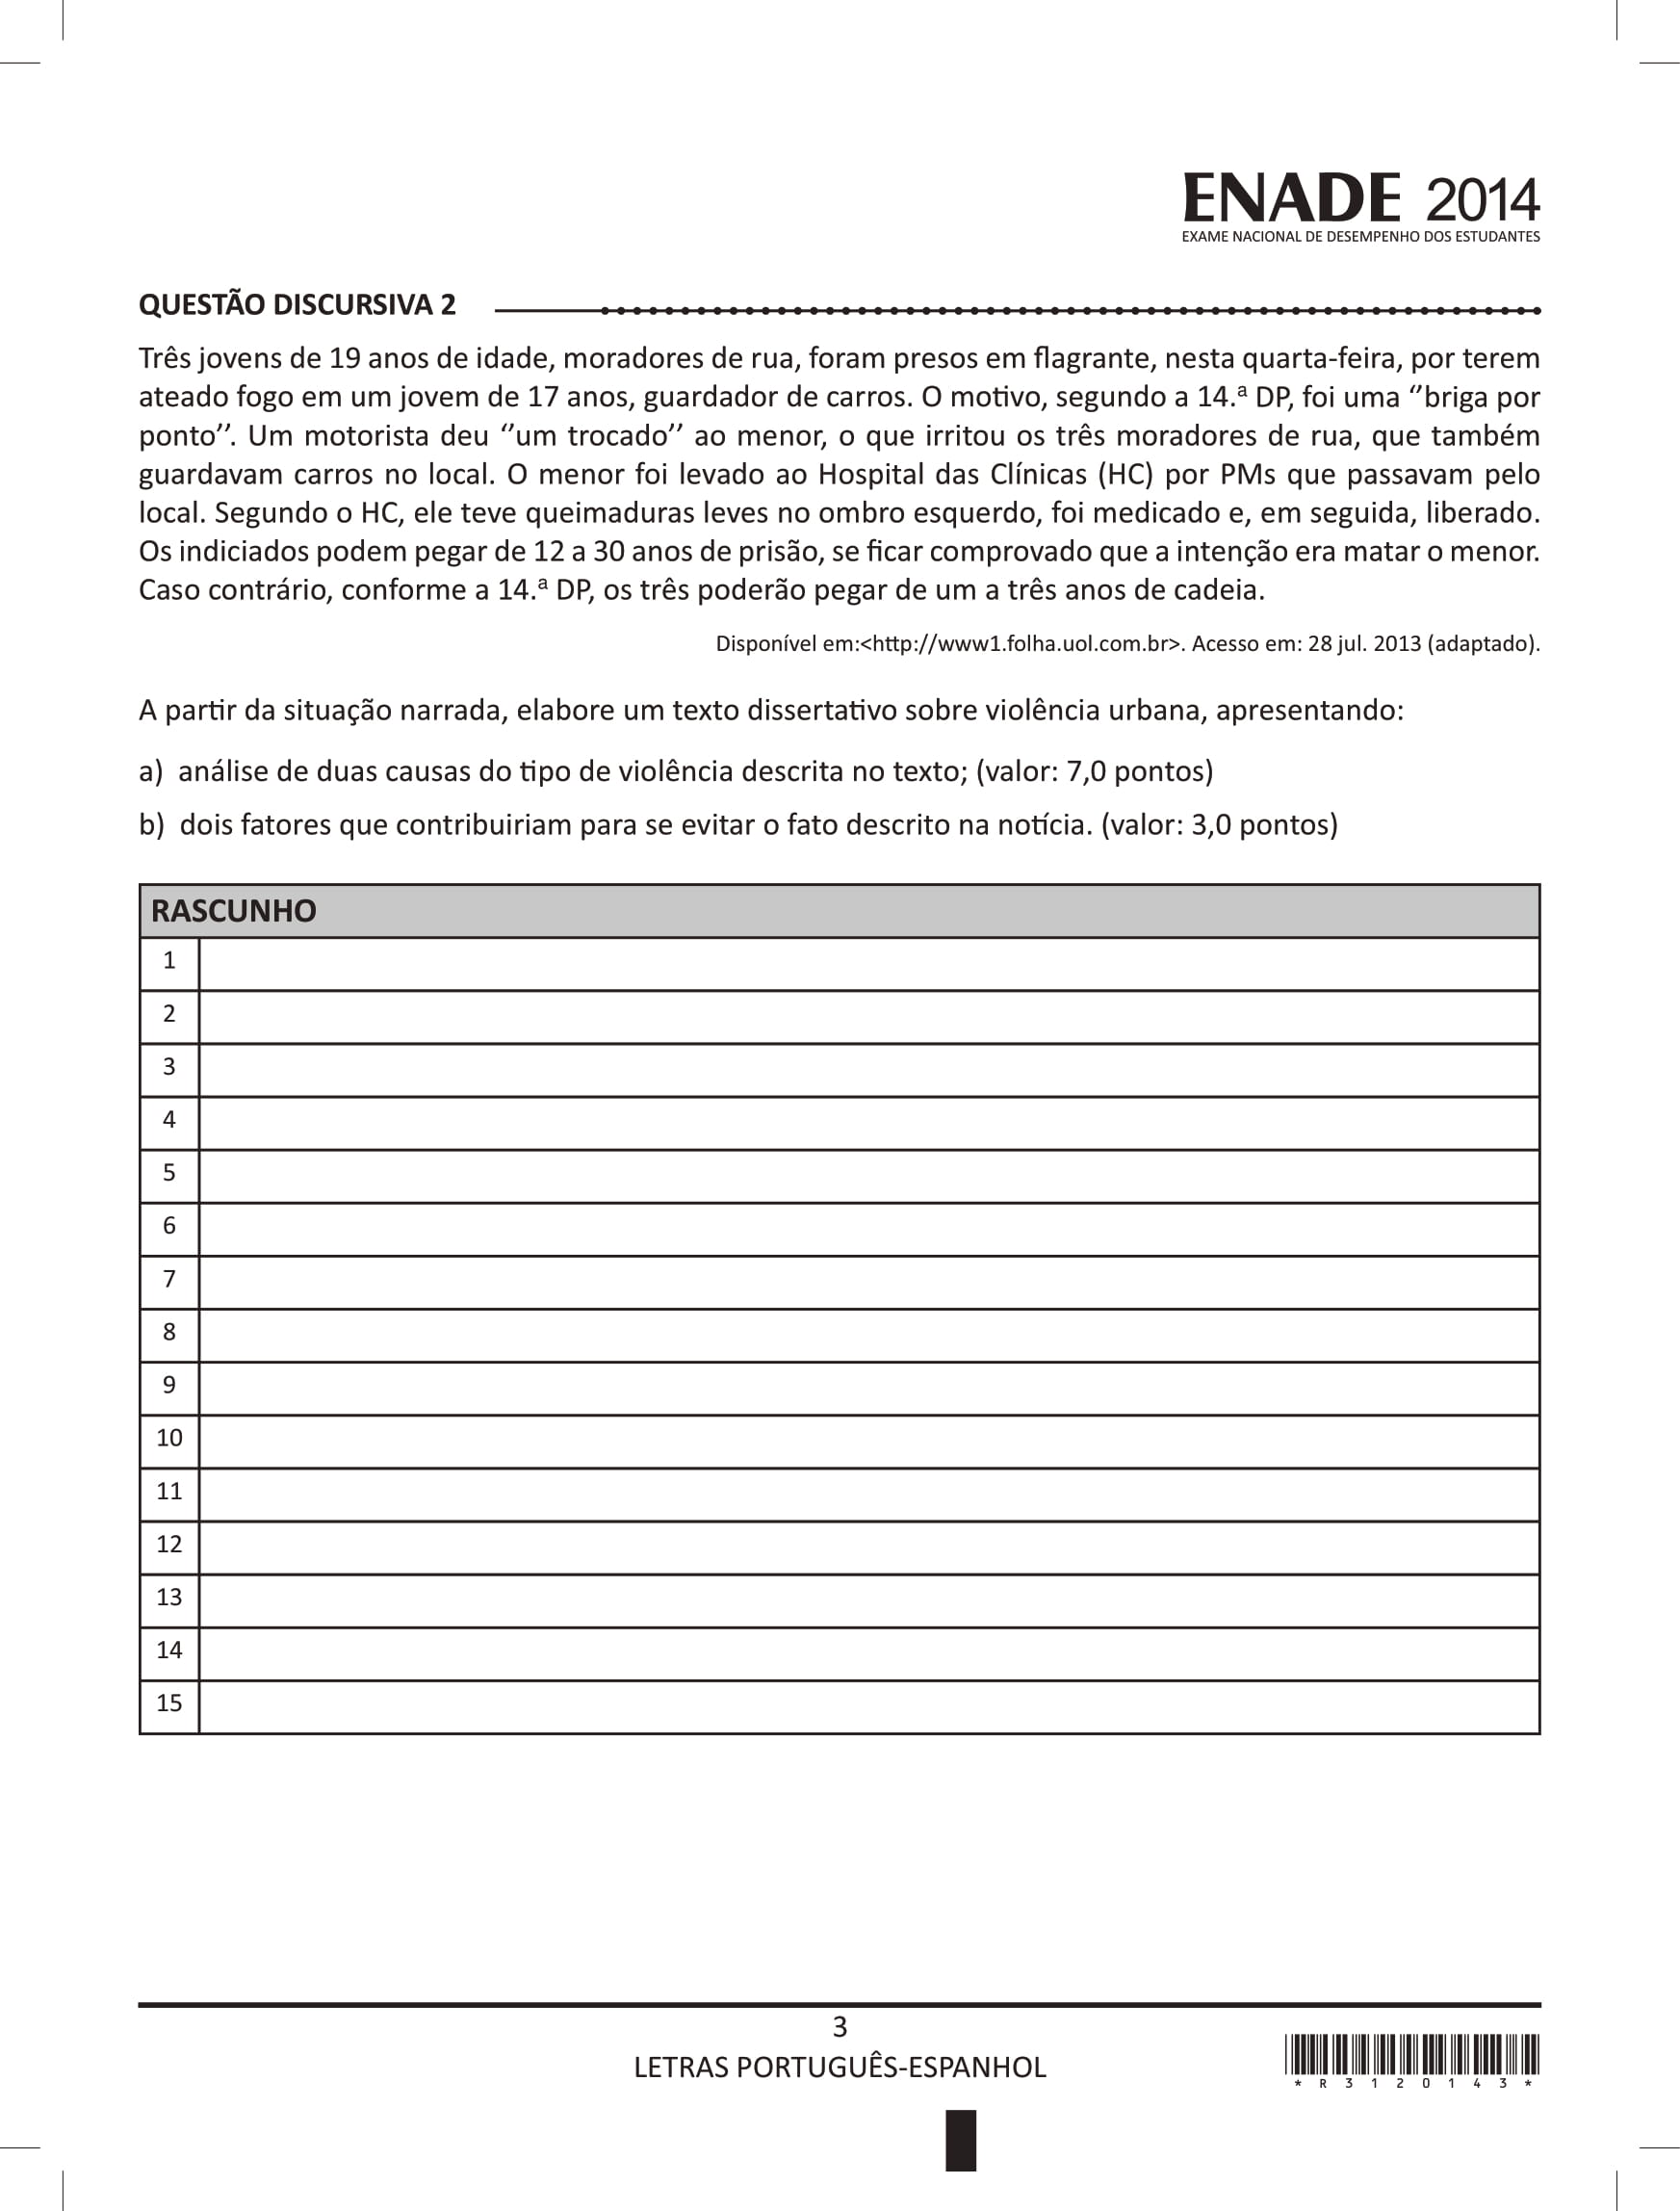 ENADE 2014
EXAME NACIONAL DE DESEMPENHO DOS ESTUDANTES
QUESTÃO DISCURSIVA 2
Três jovens de 19 anos de idade, moradores de rua, foram presos em flagrante, nesta quarta-feira, por terem
ateado fogo em um jovem de 17 anos, guardador de carros. O motivo, segundo a 14.ª DP, foi uma ‘‘briga por
ponto’’. Um motorista deu ‘‘um trocado’’ ao menor, o que irritou os três moradores de rua, que também
guardavam carros no local. O menor foi levado ao Hospital das Clínicas (HC) por PMs que passavam pelo
local. Segundo o HC, ele teve queimaduras leves no ombro esquerdo, foi medicado e, em seguida, liberado.
Os indiciados podem pegar de 12 a 30 anos de prisão, se ficar comprovado que a intenção era matar o menor.
Caso contrário, conforme a 14.ª DP, os três poderão pegar de um a três anos de cadeia.
Disponível em:<http://www1.folha.uol.com.br>. Acesso em: 28 jul. 2013 (adaptado).
A partir da situação narrada, elabore um texto dissertativo sobre violência urbana, apresentando:
a) análise de duas causas do tipo de violência descrita no texto; (valor: 7,0 pontos)
b) dois fatores que contribuiriam para se evitar o fato descrito na notícia. (valor: 3,0 pontos)
RASCUNHO
1
2
3
4
5
6
7
8
9
10
11
12
13
14
15
3
LETRAS PORTUGUÊS-ESPANHOL
* R 3 1 2 0 1 4 3 *